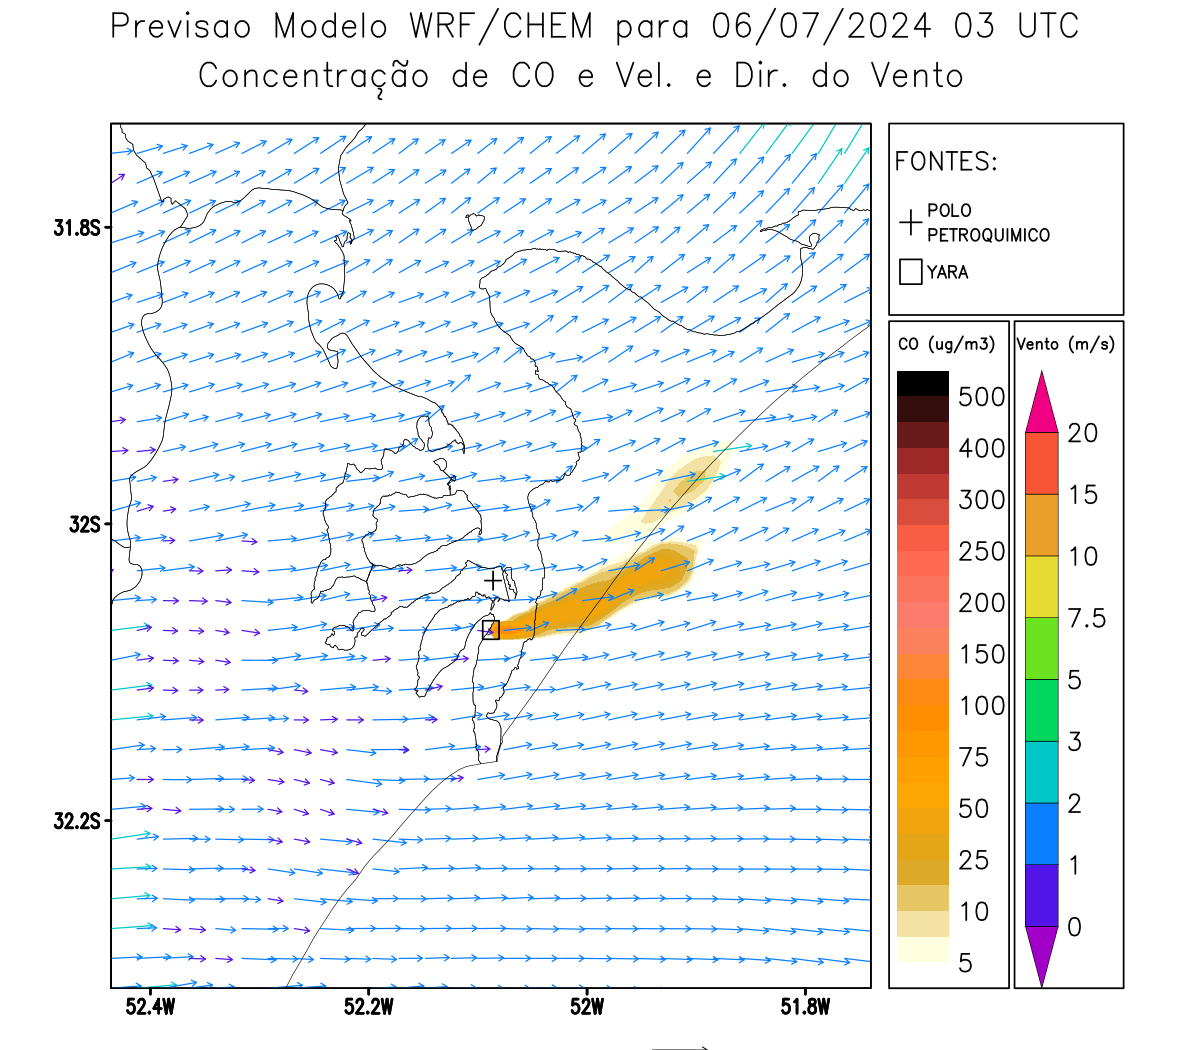 Previsao Modelo WRF/CHEM para 06/07/2024 03 UTC
Concentração de CO e Vel. e Dir. do Vento
FONTES:
POLO
PETROQUIMICO
YARA
CO (ug/m3)
500
400
300
250
200
150
100
75
50
25
10
5
Vento (m/s)
20
15
10
7.5
5
3
2
1
0
31.8S
32S
32.2S
52.4W
52.2W
52W
51.8W